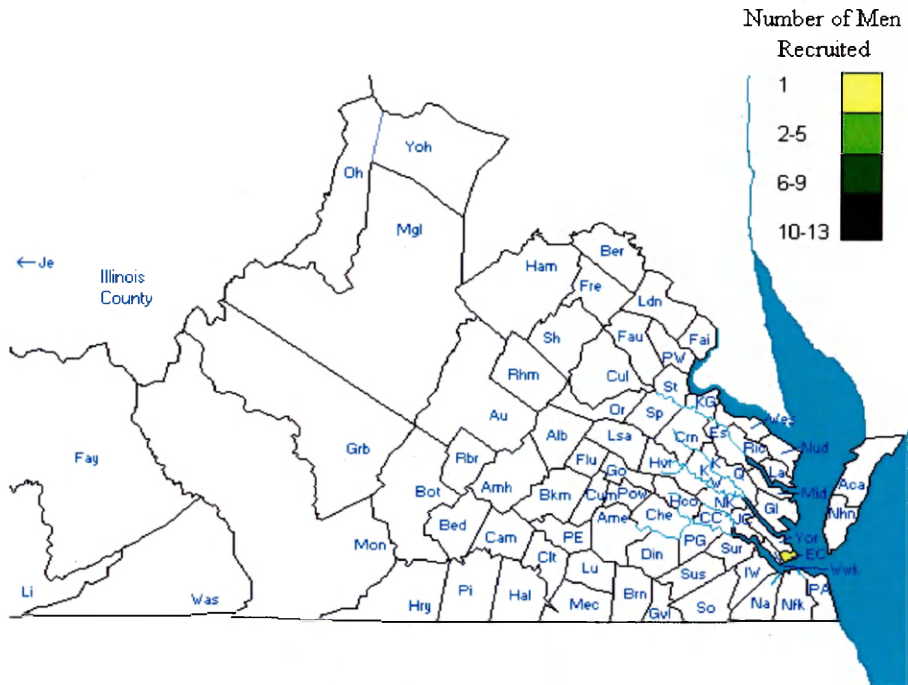 Number of Men
Recruited
1
2-5
6-9
10-13
Yoh
Oh
Mgl
←Je
Illinois
County
Ber
Ham
Fre
Ldn
Sh
Fau
Fai
PW
Rhm
Cul
St
KG
Au
Or
Sp
Wes
Es
Crn
Ric
Nud
Alb
Lsa
Grb
Rbr
Flu
Hvr
K
Q
La
Fay
Go
K
W
Aca
Mid
Bot
Amh
Bkm
Cum
Pow
Hco
NK
Gl
Nhn
Bed
Ame
Che
CC
JC
Yor
Mon
Cam
PE
EC
Clt
Din
PG
Sur
Wwk
Li
Was
Lu
IW
PA
Hry
Pi
Hal
Mec
Brn
Sus
Gvl
So
Na
Nfk